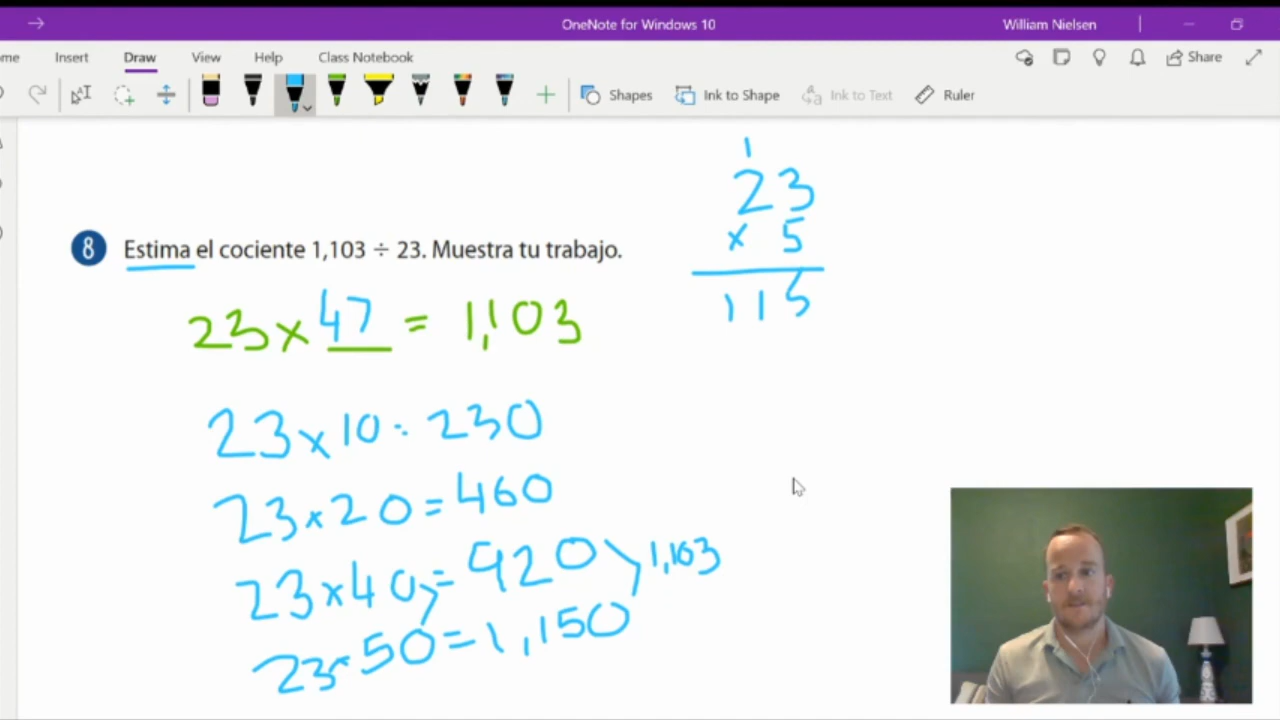 OneNote for Windows 10 William Nielsen
Insert Draw View Help Class Notebook Share
Shapes Ink to Shape Ink to Text Ruler
1
23
× 5
115
8 Estima el cociente 1,103 ÷ 23. Muestra tu trabajo.
23 × 47 = 1,103
23 × 10 = 230
23 × 20 = 460
23 × 40 = 920
1,103
23 × 50 = 1,150